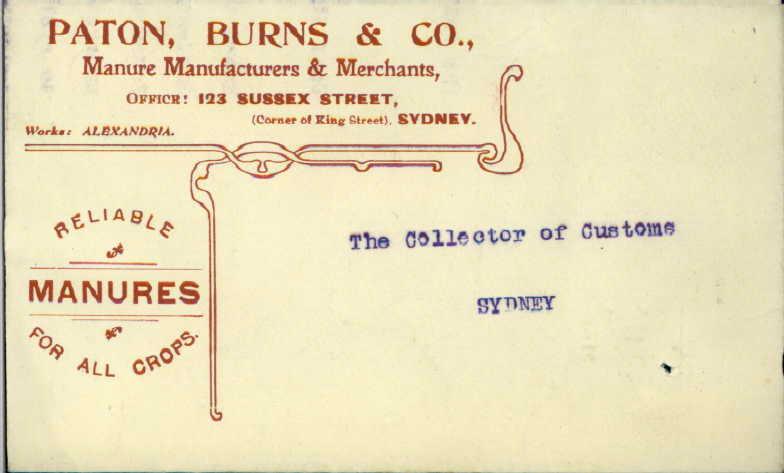 PATON, BURNS & CO.,
Manure Manufacturers & Merchants,
OFFICE: 123 SUSSEX STREET,
(Corner of King Street), SYDNEY.
Works: ALEXANDRIA.
RELIABLE
MANURES
FOR ALL CROPS.
The Collector of Customs
SYDNEY